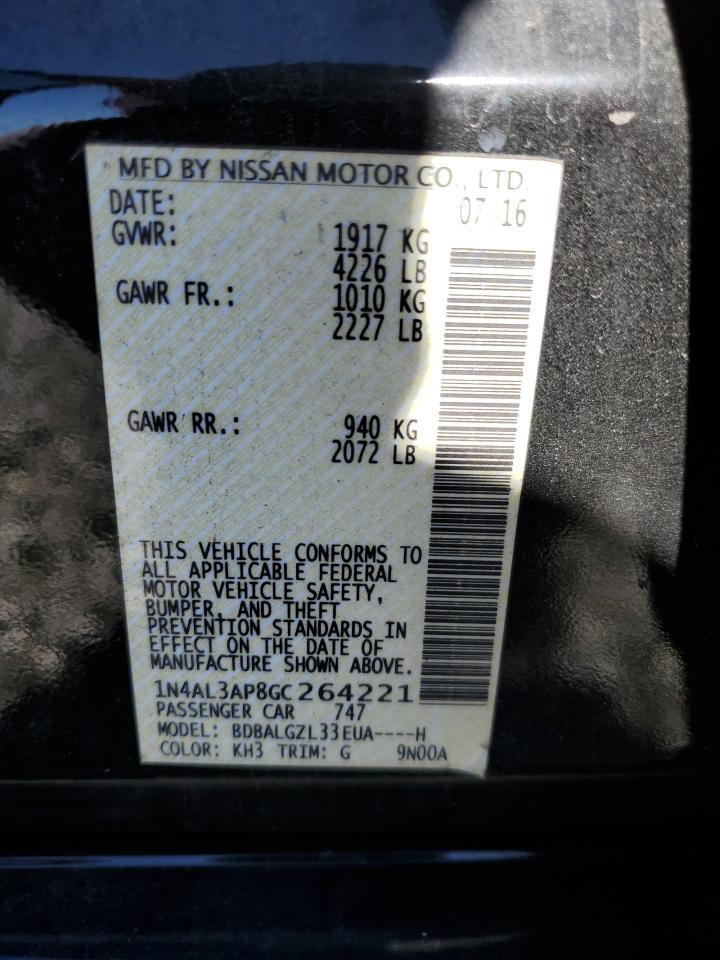 MFD BY NISSAN MOTOR CO., LTD.
DATE: 07 16
GVWR: 1917 KG
4226 LB
GAWR FR.: 1010 KG
2227 LB
GAWR RR.: 940 KG
2072 LB
THIS VEHICLE CONFORMS TO
ALL APPLICABLE FEDERAL
MOTOR VEHICLE SAFETY,
BUMPER, AND THEFT
PREVENTION STANDARDS IN
EFFECT ON THE DATE OF
MANUFACTURE SHOWN ABOVE.
1N4AL3AP8GC264221
PASSENGER CAR 747
MODEL: BDBALGZL33EUA----H
COLOR: KH3 TRIM: G 9N00A